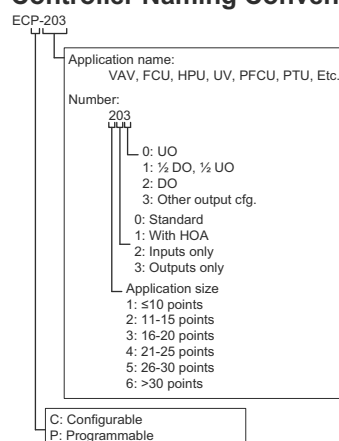 Controller Naming Conven
ECP-203
Application name:
VAV, FCU, HPU, UV, PFCU, PTU, Etc.
Number:
203
0: UO
1: ½ DO, ½ UO
2: DO
3: Other output cfg.
0: Standard
1: With HOA
2: Inputs only
3: Outputs only
Application size
1: ≤10 points
2: 11-15 points
3: 16-20 points
4: 21-25 points
5: 26-30 points
6: >30 points
C: Configurable
P: Programmable